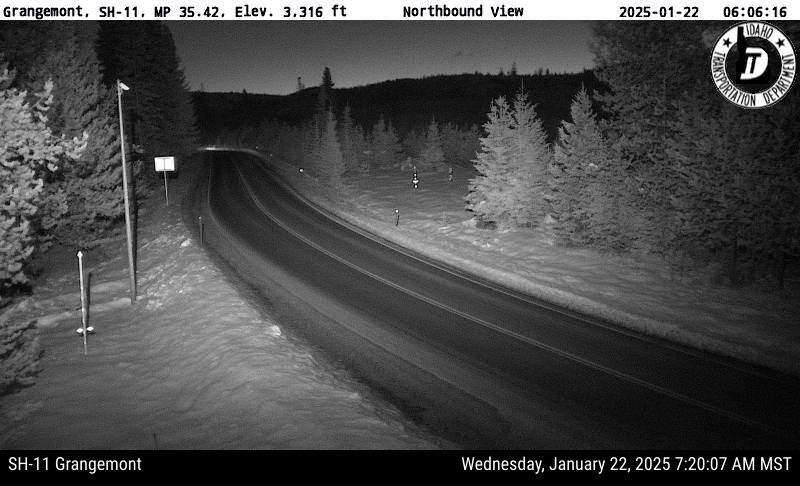 Grangemont, SH-11, MP 35.42, Elev. 3,316 ft Northbound View 2025-01-22 06:06:16
IDAHO
TRANSPORTATION DEPARTMENT
SH-11 Grangemont Wednesday, January 22, 2025 7:20:07 AM MST